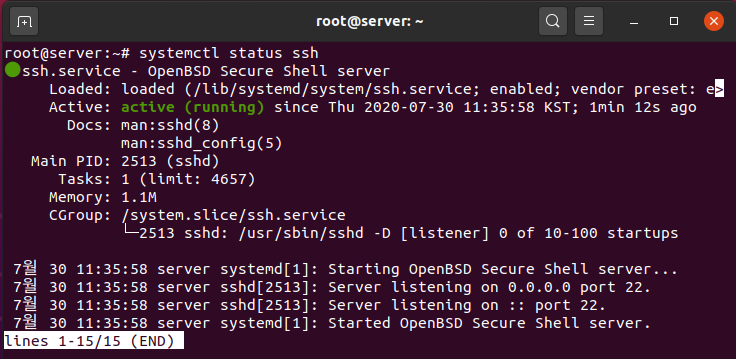 root@server: ~
root@server:~# systemctl status ssh
●ssh.service - OpenBSD Secure Shell server
     Loaded: loaded (/lib/systemd/system/ssh.service; enabled; vendor preset: e>
     Active: active (running) since Thu 2020-07-30 11:35:58 KST; 1min 12s ago
       Docs: man:sshd(8)
             man:sshd_config(5)
   Main PID: 2513 (sshd)
      Tasks: 1 (limit: 4657)
     Memory: 1.1M
     CGroup: /system.slice/ssh.service
             └─2513 sshd: /usr/sbin/sshd -D [listener] 0 of 10-100 startups
 7월 30 11:35:58 server systemd[1]: Starting OpenBSD Secure Shell server...
 7월 30 11:35:58 server sshd[2513]: Server listening on 0.0.0.0 port 22.
 7월 30 11:35:58 server sshd[2513]: Server listening on :: port 22.
 7월 30 11:35:58 server systemd[1]: Started OpenBSD Secure Shell server.
lines 1-15/15 (END)